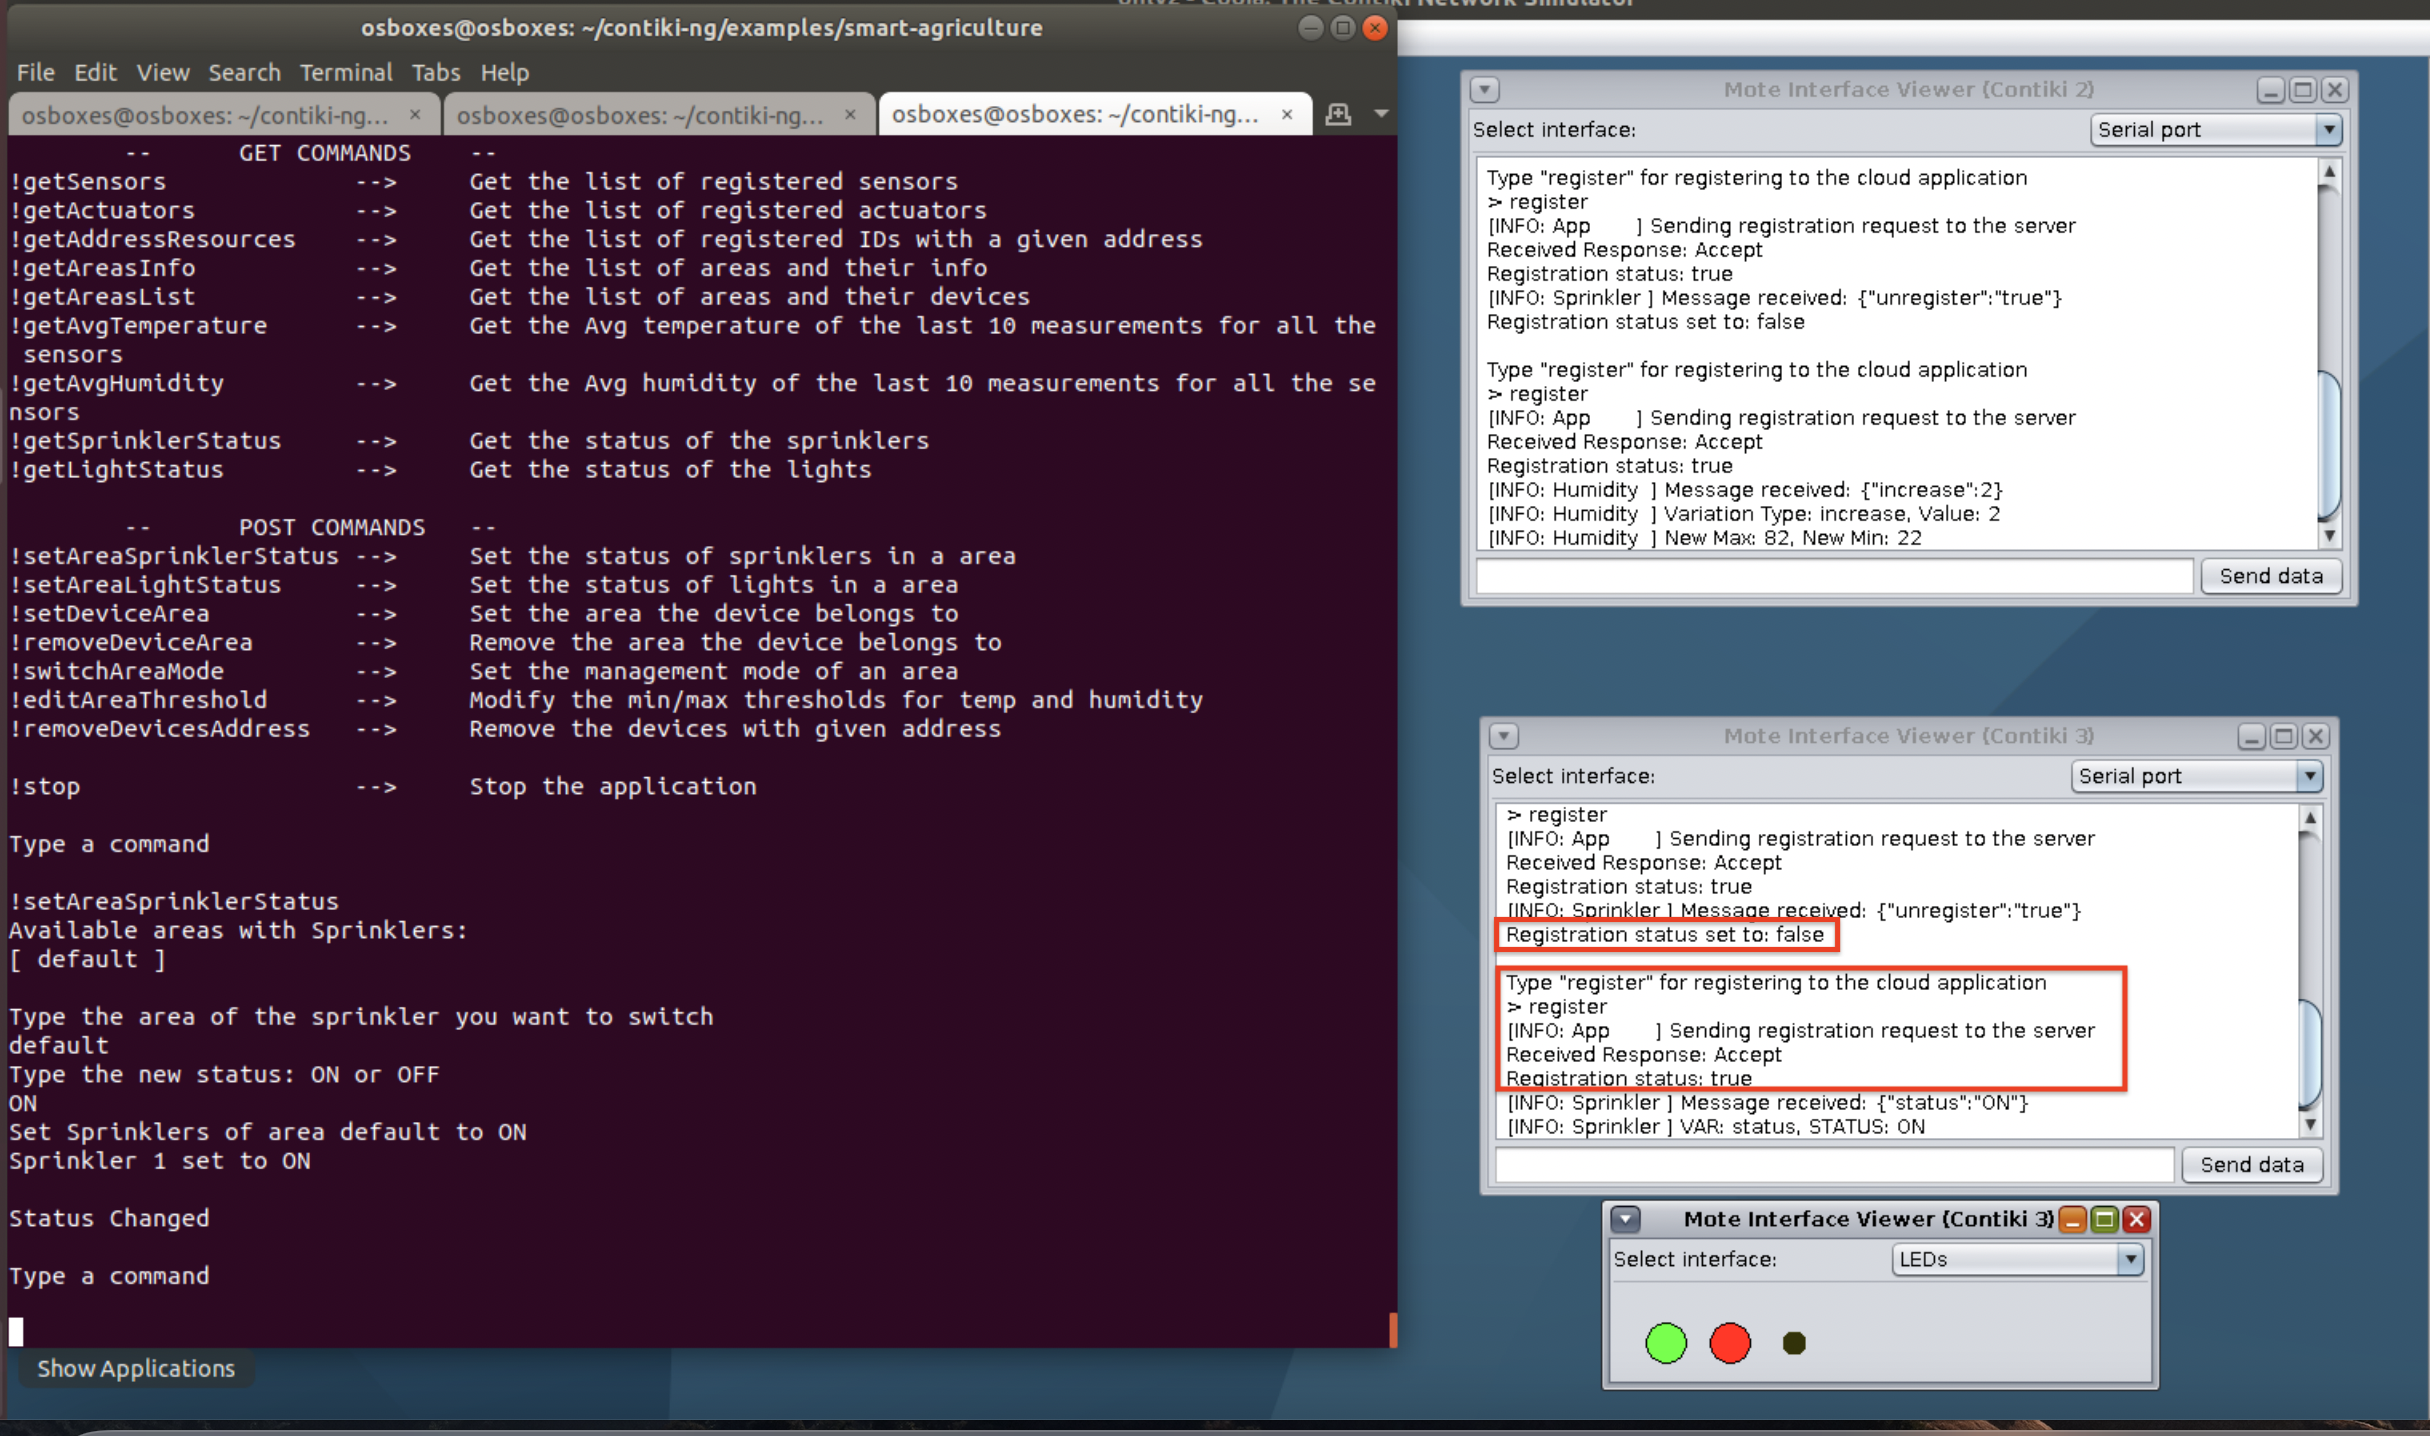 osboxes@osboxes: ~/contiki-ng/examples/smart-agriculture
File Edit View Search Terminal Tabs Help
osboxes@osboxes: ~/contiki-ng... ×
osboxes@osboxes: ~/contiki-ng... ×
osboxes@osboxes: ~/contiki-ng... ×
-- GET COMMANDS --
!getSensors --> Get the list of registered sensors
!getActuators --> Get the list of registered actuators
!getAddressResources --> Get the list of registered IDs with a given address
!getAreasInfo --> Get the list of areas and their info
!getAreasList --> Get the list of areas and their devices
!getAvgTemperature --> Get the Avg temperature of the last 10 measurements for all the
sensors
!getAvgHumidity --> Get the Avg humidity of the last 10 measurements for all the se
nsors
!getSprinklerStatus --> Get the status of the sprinklers
!getLightStatus --> Get the status of the lights
-- POST COMMANDS --
!setAreaSprinklerStatus --> Set the status of sprinklers in a area
!setAreaLightStatus --> Set the status of lights in a area
!setDeviceArea --> Set the area the device belongs to
!removeDeviceArea --> Remove the area the device belongs to
!switchAreaMode --> Set the management mode of an area
!editAreaThreshold --> Modify the min/max thresholds for temp and humidity
!removeDevicesAddress --> Remove the devices with given address
!stop --> Stop the application
Type a command
!setAreaSprinklerStatus
Available areas with Sprinklers:
[ default ]
Type the area of the sprinkler you want to switch
default
Type the new status: ON or OFF
ON
Set Sprinklers of area default to ON
Sprinkler 1 set to ON
Status Changed
Type a command
Show Applications
Cooja: The Contiki Network Simulator
Mote Interface Viewer (Contiki 2)
Select interface: Serial port
Type "register" for registering to the cloud application
> register
[INFO: App ] Sending registration request to the server
Received Response: Accept
Registration status: true
[INFO: Sprinkler ] Message received: {"unregister":"true"}
Registration status set to: false
Type "register" for registering to the cloud application
> register
[INFO: App ] Sending registration request to the server
Received Response: Accept
Registration status: true
[INFO: Humidity ] Message received: {"increase":2}
[INFO: Humidity ] Variation Type: increase, Value: 2
[INFO: Humidity ] New Max: 82, New Min: 22
Send data
Mote Interface Viewer (Contiki 3)
Select interface: Serial port
> register
[INFO: App ] Sending registration request to the server
Received Response: Accept
Registration status: true
[INFO: Sprinkler ] Message received: {"unregister":"true"}
Registration status set to: false
Type "register" for registering to the cloud application
> register
[INFO: App ] Sending registration request to the server
Received Response: Accept
Registration status: true
[INFO: Sprinkler ] Message received: {"status":"ON"}
[INFO: Sprinkler ] VAR: status, STATUS: ON
Send data
Mote Interface Viewer (Contiki 3)
Select interface: LEDs